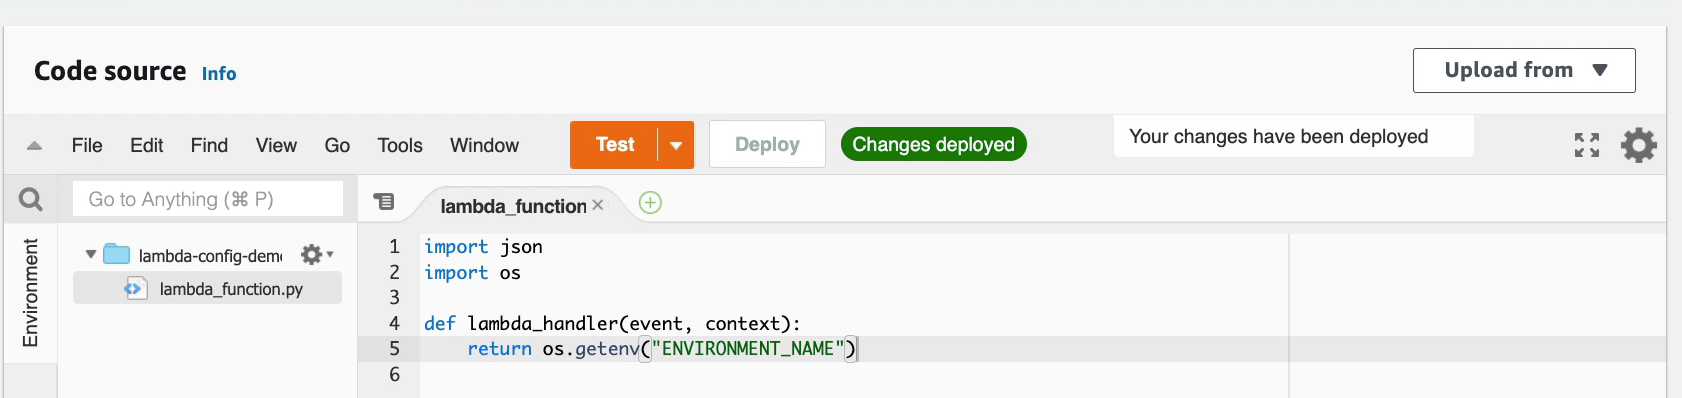 Code source Info
Upload from
File Edit Find View Go Tools Window Test Deploy Changes deployed Your changes have been deployed
Go to Anything (⌘ P)
lambda_function
Environment
lambda-config-dem
lambda_function.py
1 import json
2 import os
3
4 def lambda_handler(event, context):
5 return os.getenv("ENVIRONMENT_NAME")
6